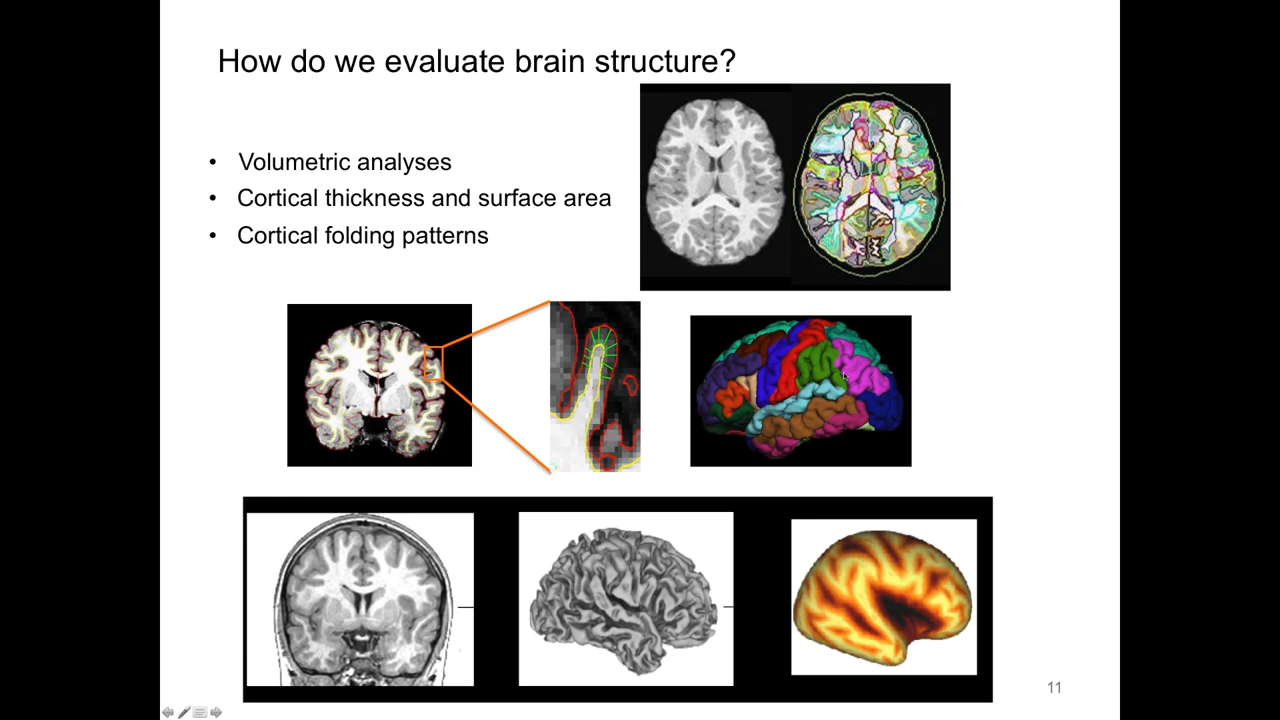 How do we evaluate brain structure?
• Volumetric analyses
• Cortical thickness and surface area
• Cortical folding patterns
11